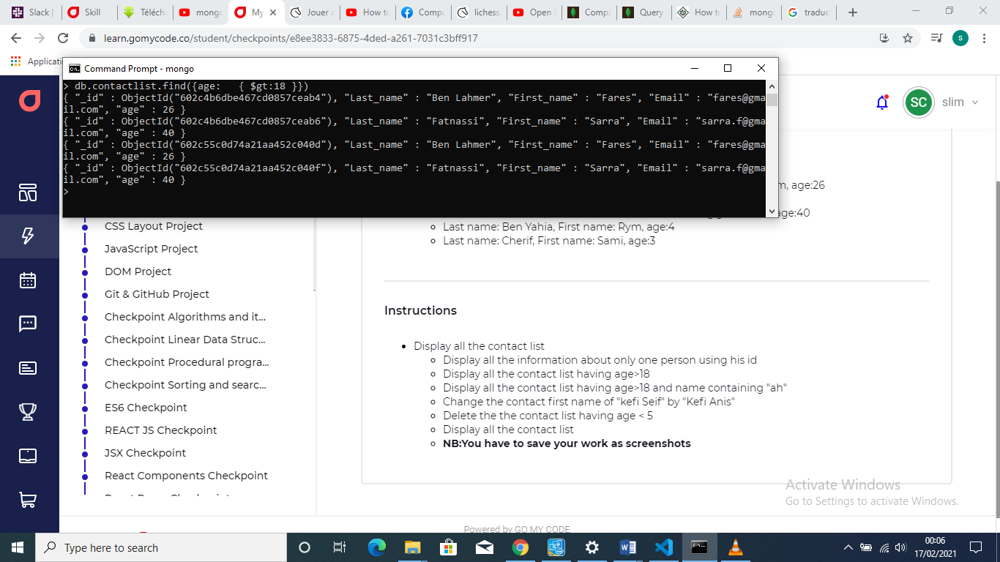 Slack |
Skill
Télécha
mongo
My
Jouer a
How to
Compu
lichess
Open M
Compa
Query
How to
mongo
traduc
learn.gomycode.co/student/checkpoints/e8ee3833-6875-4ded-a261-7031c3bff917
S
Applicati
Command Prompt - mongo
> db.contactlist.find({age:   { $gt:18 }})
{ "_id" : ObjectId("602c4b6dbe467cd0857ceab4"), "Last_name" : "Ben Lahmer", "First_name" : "Fares", "Email" : "fares@gma
il.com", "age" : 26 }
{ "_id" : ObjectId("602c4b6dbe467cd0857ceab6"), "Last_name" : "Fatnassi", "First_name" : "Sarra", "Email" : "sarra.f@gma
il.com", "age" : 40 }
{ "_id" : ObjectId("602c55c0d74a21aa452c040d"), "Last_name" : "Ben Lahmer", "First_name" : "Fares", "Email" : "fares@gma
il.com", "age" : 26 }
{ "_id" : ObjectId("602c55c0d74a21aa452c040f"), "Last_name" : "Fatnassi", "First_name" : "Sarra", "Email" : "sarra.f@gma
il.com", "age" : 40 }
>
SC slim
m, age:26
age:40
Last name: Ben Yahia, First name: Rym, age:4
Last name: Cherif, First name: Sami, age:3
CSS Layout Project
JavaScript Project
DOM Project
Git & GitHub Project
Checkpoint Algorithms and it...
Checkpoint Linear Data Struc...
Checkpoint Procedural progra...
Checkpoint Sorting and searc...
ES6 Checkpoint
REACT JS Checkpoint
JSX Checkpoint
React Components Checkpoint
Instructions
Display all the contact list
Display all the information about only one person using his id
Display all the contact list having age>18
Display all the contact list having age>18 and name containing "ah"
Change the contact first name of "kefi Seif" by "Kefi Anis"
Delete the the contact list having age < 5
Display all the contact list
NB:You have to save your work as screenshots
Activate Windows
Go to Settings to activate Windows.
Powered by GO MY CODE
Type here to search
00:06
17/02/2021